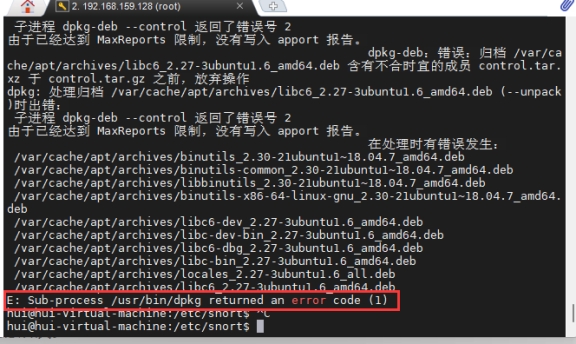 2. 192.168.159.128 (root)
子进程 dpkg-deb --control 返回了错误号 2
由于已经达到 MaxReports 限制，没有写入 apport 报告。
dpkg-deb：错误：归档 /var/ca
che/apt/archives/libc6_2.27-3ubuntu1.6_amd64.deb 含有不合时宜的成员 control.tar.
xz 于 control.tar.gz 之前，放弃操作
dpkg: 处理归档 /var/cache/apt/archives/libc6_2.27-3ubuntu1.6_amd64.deb (--unpack
)时出错：
子进程 dpkg-deb --control 返回了错误号 2
由于已经达到 MaxReports 限制，没有写入 apport 报告。
在处理时有错误发生：
/var/cache/apt/archives/binutils_2.30-21ubuntu1~18.04.7_amd64.deb
/var/cache/apt/archives/binutils-common_2.30-21ubuntu1~18.04.7_amd64.deb
/var/cache/apt/archives/libbinutils_2.30-21ubuntu1~18.04.7_amd64.deb
/var/cache/apt/archives/binutils-x86-64-linux-gnu_2.30-21ubuntu1~18.04.7_amd64.
deb
/var/cache/apt/archives/libc6-dev_2.27-3ubuntu1.6_amd64.deb
/var/cache/apt/archives/libc-dev-bin_2.27-3ubuntu1.6_amd64.deb
/var/cache/apt/archives/libc6-dbg_2.27-3ubuntu1.6_amd64.deb
/var/cache/apt/archives/libc-bin_2.27-3ubuntu1.6_amd64.deb
/var/cache/apt/archives/locales_2.27-3ubuntu1.6_all.deb
/var/cache/apt/archives/libc6_2.27-3ubuntu1.6_amd64.deb
E: Sub-process /usr/bin/dpkg returned an error code (1)
hui@hui-virtual-machine:/etc/snort$ ^C
hui@hui-virtual-machine:/etc/snort$